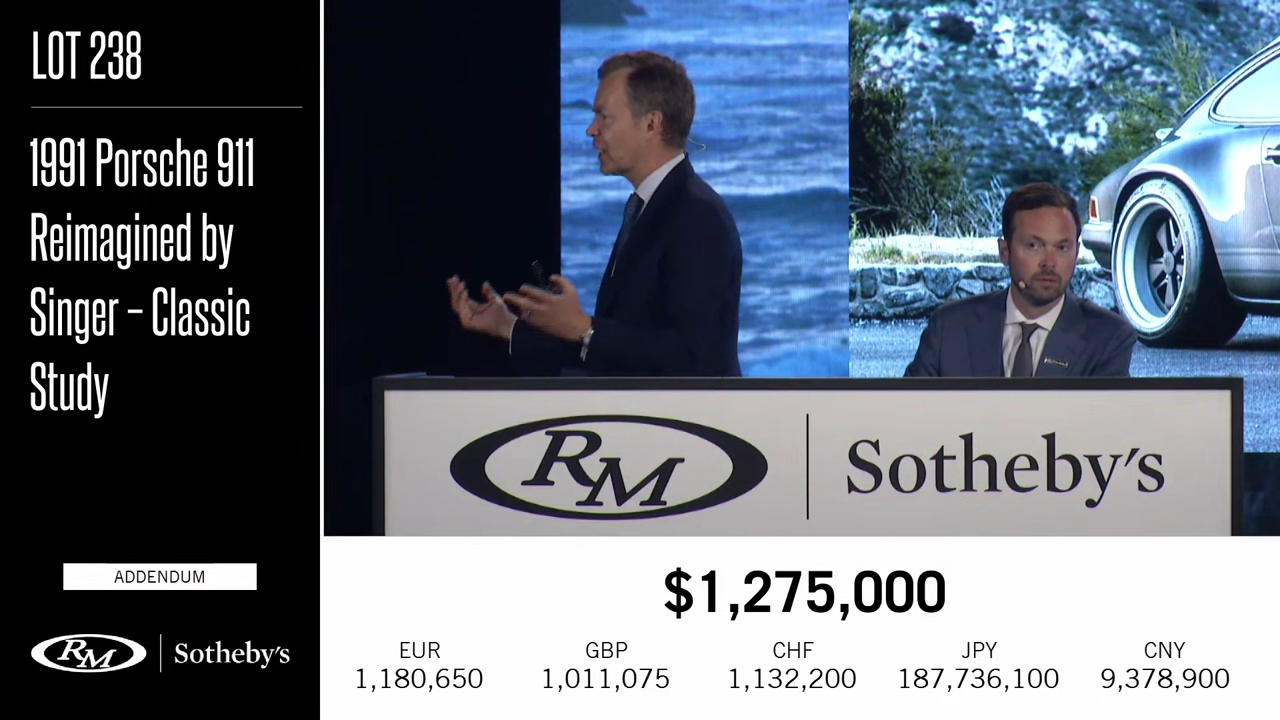 LOT 238
1991 Porsche 911
Reimagined by
Singer – Classic
Study
ADDENDUM
RM | Sotheby's
RM | Sotheby's
$1,275,000
EUR GBP CHF JPY CNY
1,180,650 1,011,075 1,132,200 187,736,100 9,378,900